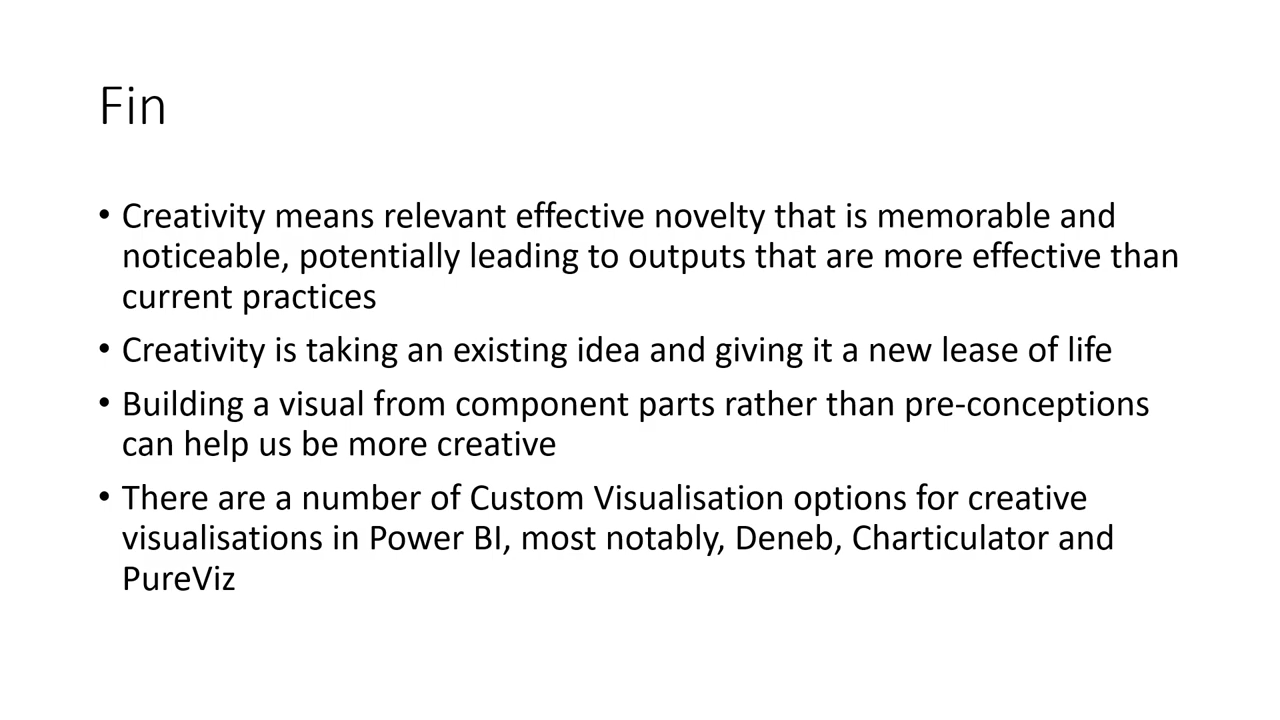 Fin
• Creativity means relevant effective novelty that is memorable and
noticeable, potentially leading to outputs that are more effective than
current practices
• Creativity is taking an existing idea and giving it a new lease of life
• Building a visual from component parts rather than pre-conceptions
can help us be more creative
• There are a number of Custom Visualisation options for creative
visualisations in Power BI, most notably, Deneb, Charticulator and
PureViz